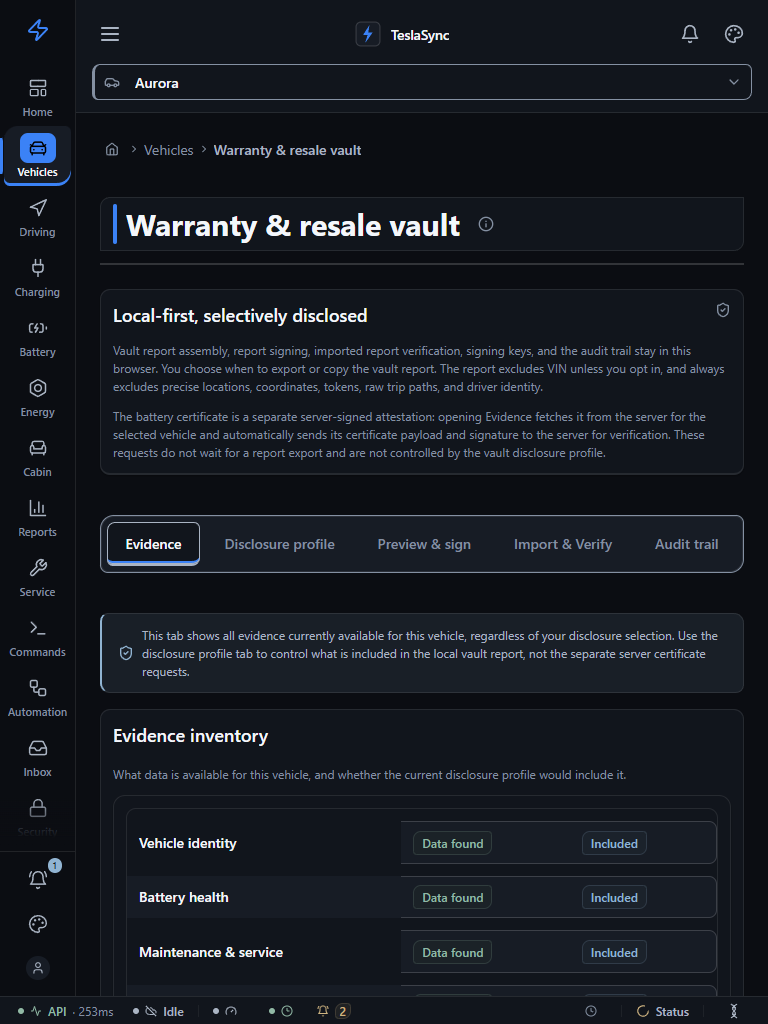 TeslaSync
Aurora
Home
Vehicles
Driving
Charging
Battery
Energy
Cabin
Reports
Service
Commands
Automation
Inbox
Security
1
Vehicles
Warranty & resale vault
Warranty & resale vault
Local-first, selectively disclosed
Vault report assembly, report signing, imported report verification, signing keys, and the audit trail stay in this
browser. You choose when to export or copy the vault report. The report excludes VIN unless you opt in, and always
excludes precise locations, coordinates, tokens, raw trip paths, and driver identity.
The battery certificate is a separate server-signed attestation: opening Evidence fetches it from the server for the
selected vehicle and automatically sends its certificate payload and signature to the server for verification. These
requests do not wait for a report export and are not controlled by the vault disclosure profile.
Evidence
Disclosure profile
Preview & sign
Import & Verify
Audit trail
This tab shows all evidence currently available for this vehicle, regardless of your disclosure selection. Use the
disclosure profile tab to control what is included in the local vault report, not the separate server certificate
requests.
Evidence inventory
What data is available for this vehicle, and whether the current disclosure profile would include it.
Vehicle identity Data found Included
Battery health Data found Included
Maintenance & service Data found Included
API · 253ms
Idle
2
Status